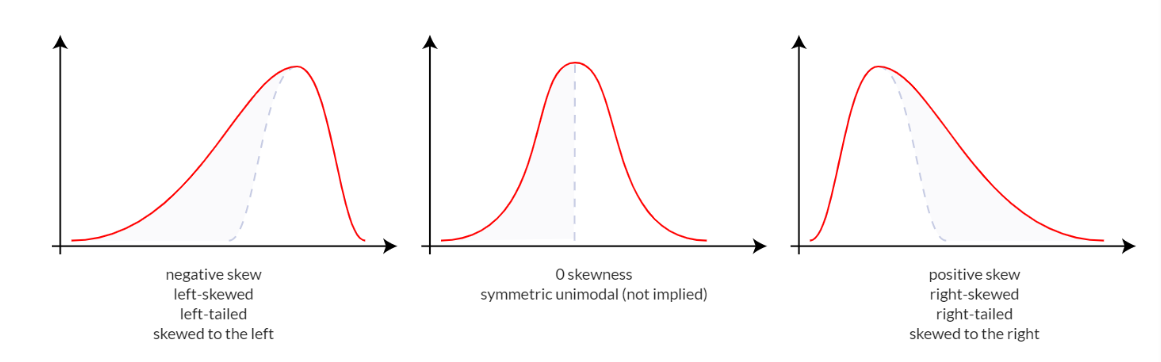 negative skew
left-skewed
left-tailed
skewed to the left
0 skewness
symmetric unimodal (not implied)
positive skew
right-skewed
right-tailed
skewed to the right